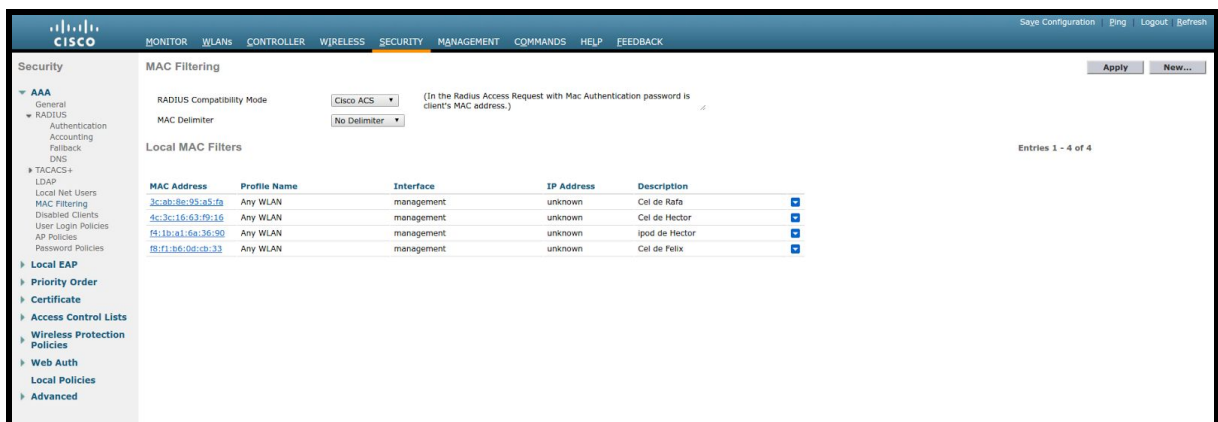 Save Configuration | Ping | Logout | Refresh
CISCO
MONITOR WLANs CONTROLLER WIRELESS SECURITY MANAGEMENT COMMANDS HELP FEEDBACK
Security
AAA
General
RADIUS
Authentication
Accounting
Fallback
DNS
TACACS+
LDAP
Local Net Users
MAC Filtering
Disabled Clients
User Login Policies
AP Policies
Password Policies
Local EAP
Priority Order
Certificate
Access Control Lists
Wireless Protection
Policies
Web Auth
Local Policies
Advanced
MAC Filtering
Apply New...
RADIUS Compatibility Mode Cisco ACS (In the Radius Access Request with Mac Authentication password is
client's MAC address.)
MAC Delimiter No Delimiter
Local MAC Filters Entries 1 - 4 of 4
MAC Address Profile Name Interface IP Address Description
3c:ab:8e:95:a5:fa Any WLAN management unknown Cel de Rafa
4c:3c:16:63:f9:16 Any WLAN management unknown Cel de Hector
f4:1b:a1:6a:36:90 Any WLAN management unknown ipod de Hector
f8:f1:b6:0d:cb:33 Any WLAN management unknown Cel de Felix